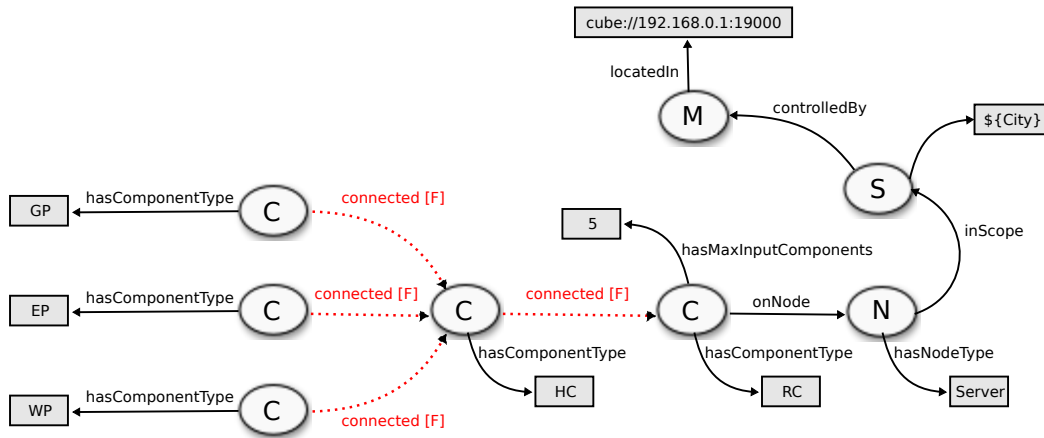 cube://192.168.0.1:19000
locatedIn
controlledBy
M
${City}
S
GP
hasComponentType
C
connected [F]
5
hasMaxInputComponents
inScope
EP
hasComponentType
C
connected [F]
C
connected [F]
C
onNode
N
hasComponentType
hasComponentType
hasNodeType
HC
RC
Server
WP
hasComponentType
C
connected [F]